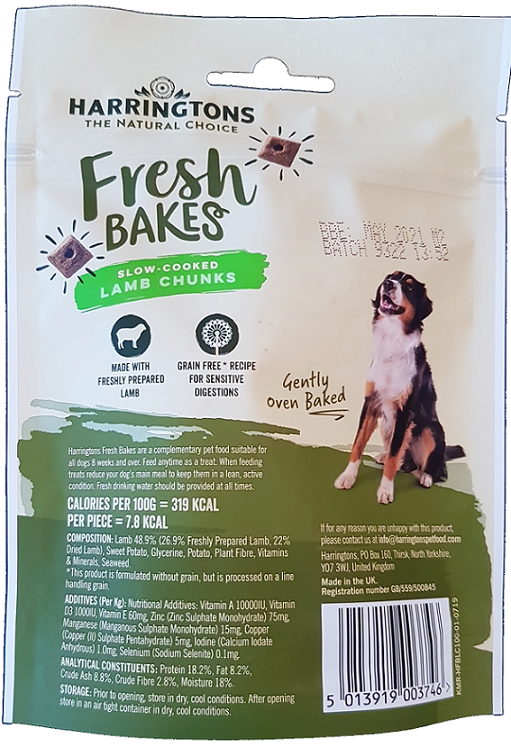 HARRINGTONS
THE NATURAL CHOICE
Fresh
BAKES
SLOW-COOKED
LAMB CHUNKS
BBE: MAY 2021 M2
BATCH 9322 13:52
MADE WITH
FRESHLY PREPARED
LAMB
GRAIN FREE* RECIPE
FOR SENSITIVE
DIGESTIONS
Gently
oven Baked
Harringtons Fresh Bakes are a complementary pet food suitable for
all dogs 8 weeks and over. Feed anytime as a treat. When feeding
treats reduce your dog's main meal to keep them in a lean, active
condition. Fresh drinking water should be provided at all times.
CALORIES PER 100G = 319 KCAL
PER PIECE = 7.8 KCAL
COMPOSITION: Lamb 48.9% (26.9% Freshly Prepared Lamb, 22%
Dried Lamb), Sweet Potato, Glycerine, Potato, Plant Fibre, Vitamins
& Minerals, Seaweed.
*This product is formulated without grain, but is processed on a line
handling grain.
ADDITIVES (Per Kg): Nutritional Additives: Vitamin A 10000IU, Vitamin
D3 1000IU, Vitamin E 60mg, Zinc (Zinc Sulphate Monohydrate) 75mg,
Manganese (Manganous Sulphate Monohydrate) 15mg, Copper
(Copper (II) Sulphate Pentahydrate) 5mg, Iodine (Calcium Iodate
Anhydrous) 1.0mg, Selenium (Sodium Selenite) 0.1mg.
ANALYTICAL CONSTITUENTS: Protein 18.2%, Fat 8.2%,
Crude Ash 8.8%, Crude Fibre 2.8%, Moisture 18%.
STORAGE: Prior to opening, store in dry, cool conditions. After opening
store in an air tight container in dry, cool conditions.
If for any reason you are unhappy with this product,
please contact us at info@harringtonspetfood.com
Harringtons, PO Box 160, Thirsk, North Yorkshire,
YO7 3WJ, United Kingdom
Made in the UK.
Registration number GB/559/500845
5 013919 003746 >
KMR-HFBLC100-01-0719